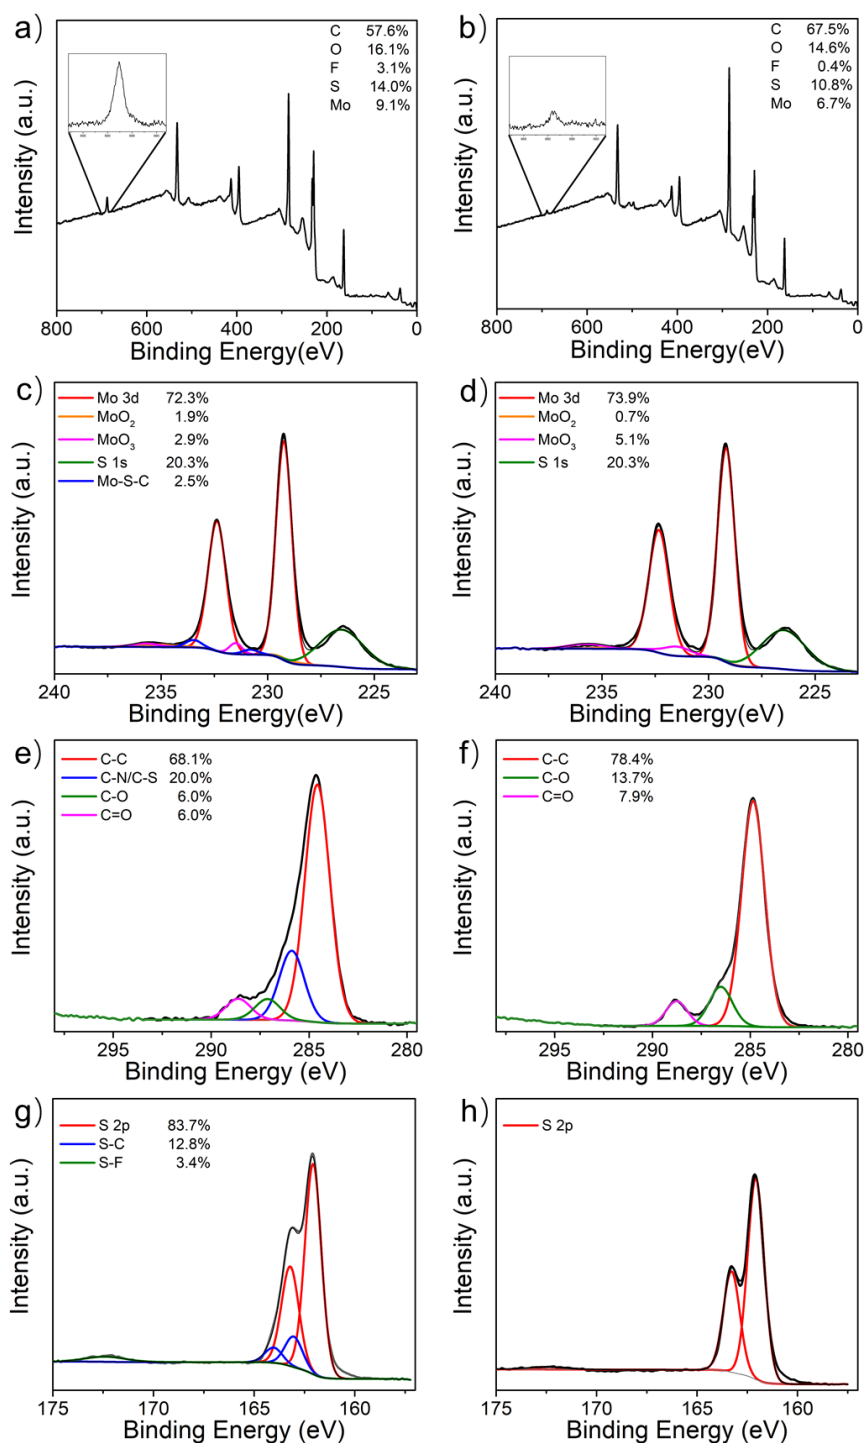 a)
C 57.6%
O 16.1%
F 3.1%
S 14.0%
Mo 9.1%
Intensity (a.u.)
800 600 400 200 0
Binding Energy(eV)
b)
C 67.5%
O 14.6%
F 0.4%
S 10.8%
Mo 6.7%
Intensity (a.u.)
800 600 400 200 0
Binding Energy(eV)
c)
Mo 3d 72.3%
MoO₂ 1.9%
MoO₃ 2.9%
S 1s 20.3%
Mo-S-C 2.5%
Intensity (a.u.)
240 235 230 225
Binding Energy(eV)
d)
Mo 3d 73.9%
MoO₂ 0.7%
MoO₃ 5.1%
S 1s 20.3%
Intensity (a.u.)
240 235 230 225
Binding Energy(eV)
e)
C-C 68.1%
C-N/C-S 20.0%
C-O 6.0%
C=O 6.0%
Intensity (a.u.)
295 290 285 280
Binding Energy (eV)
f)
C-C 78.4%
C-O 13.7%
C=O 7.9%
Intensity (a.u.)
295 290 285 280
Binding Energy (eV)
g)
S 2p 83.7%
S-C 12.8%
S-F 3.4%
Intensity (a.u.)
175 170 165 160
Binding Energy (eV)
h)
S 2p
Intensity (a.u.)
175 170 165 160
Binding Energy (eV)